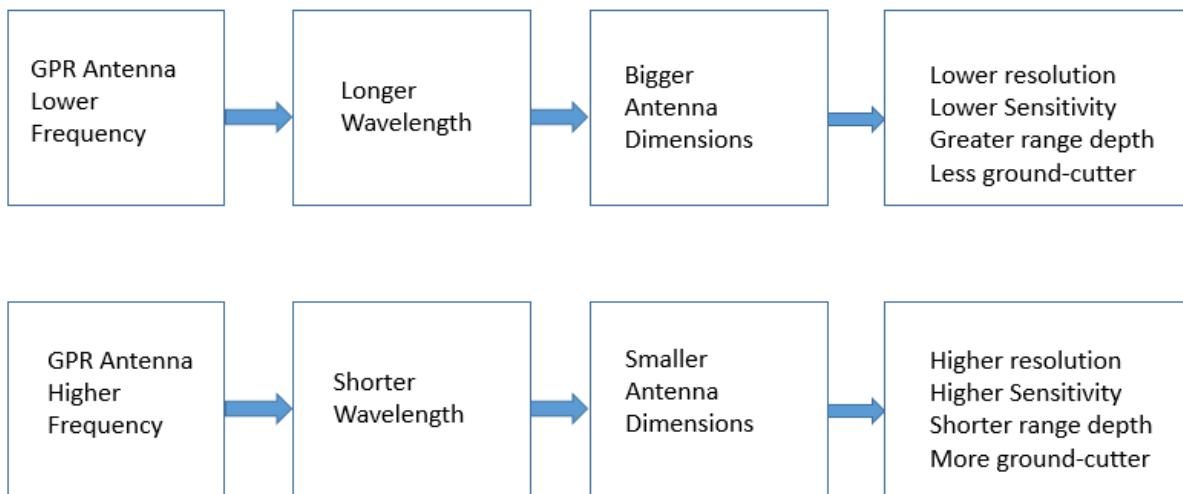 GPR Antenna
Lower
Frequency
Longer
Wavelength
Bigger
Antenna
Dimensions
Lower resolution
Lower Sensitivity
Greater range depth
Less ground-cutter
GPR Antenna
Higher
Frequency
Shorter
Wavelength
Smaller
Antenna
Dimensions
Higher resolution
Higher Sensitivity
Shorter range depth
More ground-cutter